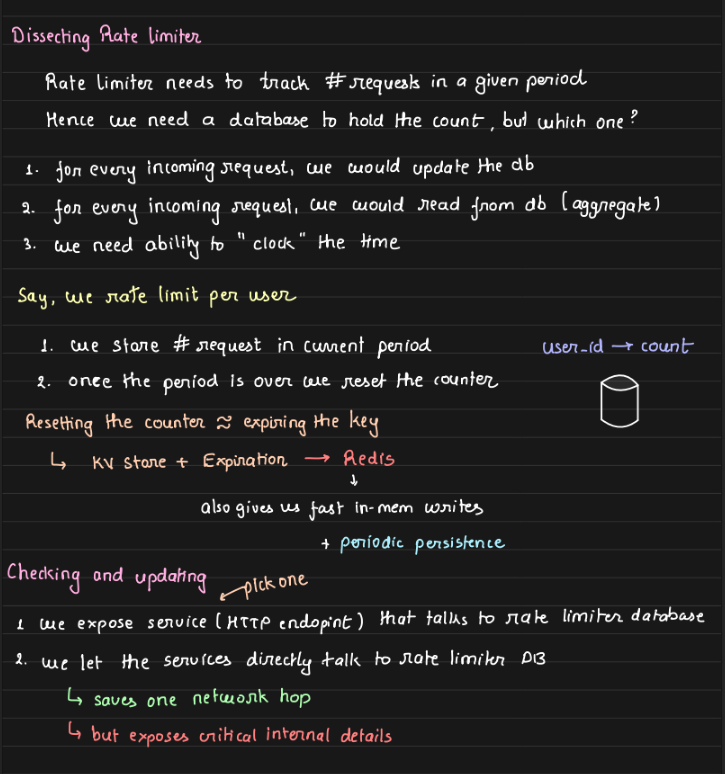 Dissecting Rate limiter
Rate limiter needs to track # requests in a given period
Hence we need a database to hold the count, but which one?
1. for every incoming request, we would update the db
2. for every incoming request, we would read from db (aggregate)
3. we need ability to "clock" the time
Say, we rate limit per user
1. we store # request in current period
user_id → count
2. once the period is over we reset the counter
Resetting the counter ≈ expiring the key
↳ KV store + Expiration → Redis
↓
also gives us fast in-mem writes
+ periodic persistence
Checking and updating
pick one
1 we expose service (HTTP endopint) that talks to rate limiter database
2. we let the services directly talk to rate limiter DB
↳ saves one network hop
↳ but exposes critical internal details